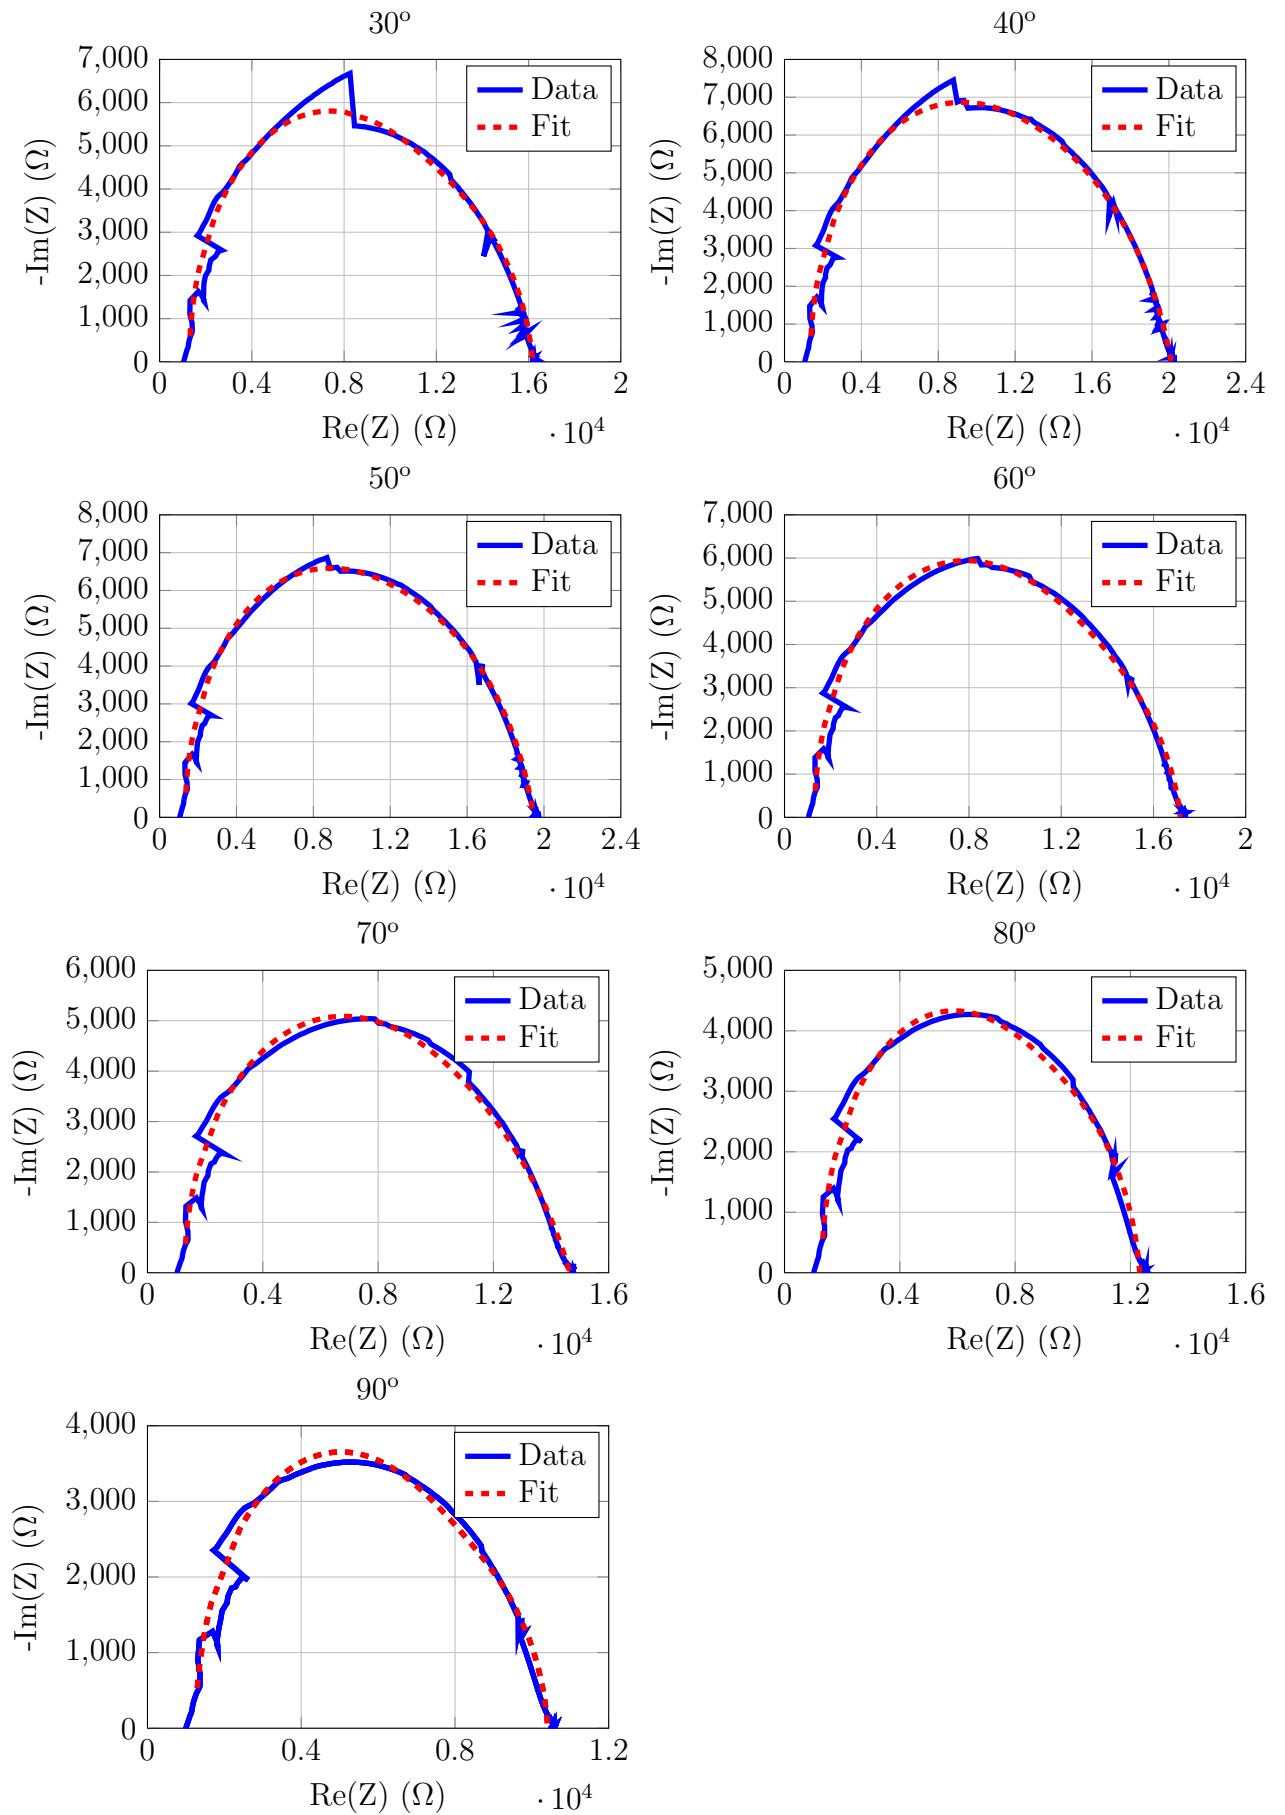 30º
7,000
6,000
5,000
4,000
3,000
2,000
1,000
0
-Im(Z) (Ω)
Data
Fit
0 0.4 0.8 1.2 1.6 2
Re(Z) (Ω) · 10⁴
40º
8,000
7,000
6,000
5,000
4,000
3,000
2,000
1,000
0
-Im(Z) (Ω)
Data
Fit
0 0.4 0.8 1.2 1.6 2 2.4
Re(Z) (Ω) · 10⁴
50º
8,000
7,000
6,000
5,000
4,000
3,000
2,000
1,000
0
-Im(Z) (Ω)
Data
Fit
0 0.4 0.8 1.2 1.6 2 2.4
Re(Z) (Ω) · 10⁴
60º
7,000
6,000
5,000
4,000
3,000
2,000
1,000
0
-Im(Z) (Ω)
Data
Fit
0 0.4 0.8 1.2 1.6 2
Re(Z) (Ω) · 10⁴
70º
6,000
5,000
4,000
3,000
2,000
1,000
0
-Im(Z) (Ω)
Data
Fit
0 0.4 0.8 1.2 1.6
Re(Z) (Ω) · 10⁴
80º
5,000
4,000
3,000
2,000
1,000
0
-Im(Z) (Ω)
Data
Fit
0 0.4 0.8 1.2 1.6
Re(Z) (Ω) · 10⁴
90º
4,000
3,000
2,000
1,000
0
-Im(Z) (Ω)
Data
Fit
0 0.4 0.8 1.2
Re(Z) (Ω) · 10⁴